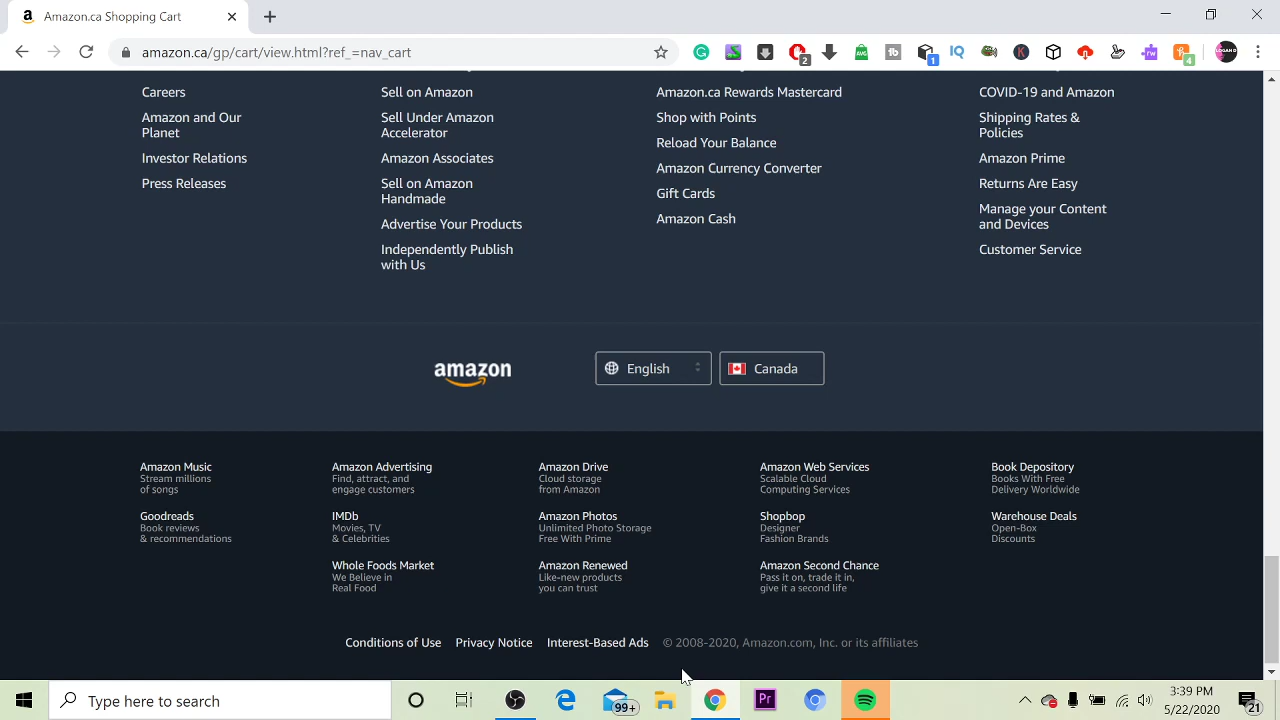 Amazon.ca Shopping Cart
amazon.ca/gp/cart/view.html?ref_=nav_cart
2
1
4
Careers
Amazon and Our
Planet
Investor Relations
Press Releases
Sell on Amazon
Sell Under Amazon
Accelerator
Amazon Associates
Sell on Amazon
Handmade
Advertise Your Products
Independently Publish
with Us
Amazon.ca Rewards Mastercard
Shop with Points
Reload Your Balance
Amazon Currency Converter
Gift Cards
Amazon Cash
COVID-19 and Amazon
Shipping Rates &
Policies
Amazon Prime
Returns Are Easy
Manage your Content
and Devices
Customer Service
amazon
English
Canada
Amazon Music
Stream millions
of songs
Amazon Advertising
Find, attract, and
engage customers
Amazon Drive
Cloud storage
from Amazon
Amazon Web Services
Scalable Cloud
Computing Services
Book Depository
Books With Free
Delivery Worldwide
Goodreads
Book reviews
& recommendations
IMDb
Movies, TV
& Celebrities
Amazon Photos
Unlimited Photo Storage
Free With Prime
Shopbop
Designer
Fashion Brands
Warehouse Deals
Open-Box
Discounts
Whole Foods Market
We Believe in
Real Food
Amazon Renewed
Like-new products
you can trust
Amazon Second Chance
Pass it on, trade it in,
give it a second life
Conditions of Use Privacy Notice Interest-Based Ads © 2008-2020, Amazon.com, Inc. or its affiliates
Type here to search
99+
Pr
3:39 PM
5/22/2020
21